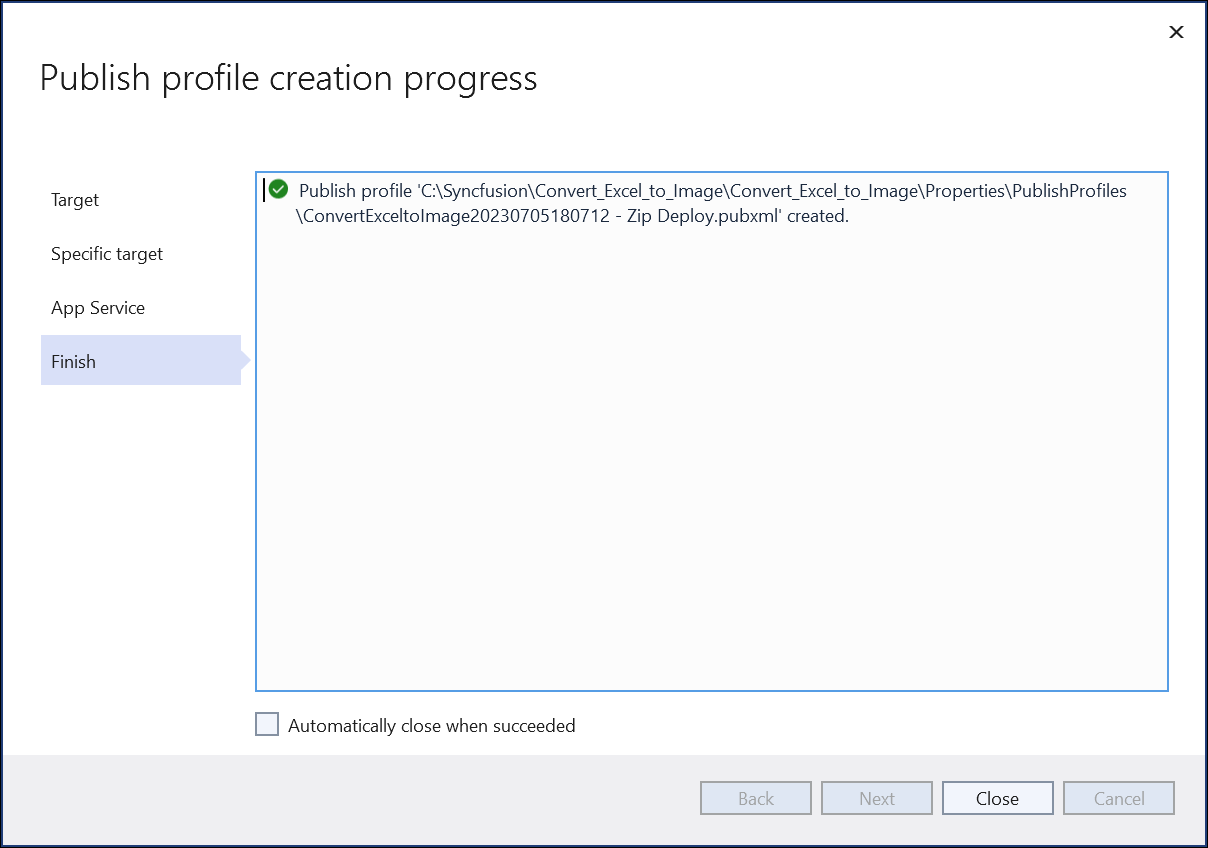 Publish profile creation progress
Target
Specific target
App Service
Finish
Publish profile 'C:\Syncfusion\Convert_Excel_to_Image\Convert_Excel_to_Image\Properties\PublishProfiles
\ConvertExceltoImage20230705180712 - Zip Deploy.pubxml' created.
Automatically close when succeeded
Back
Next
Close
Cancel